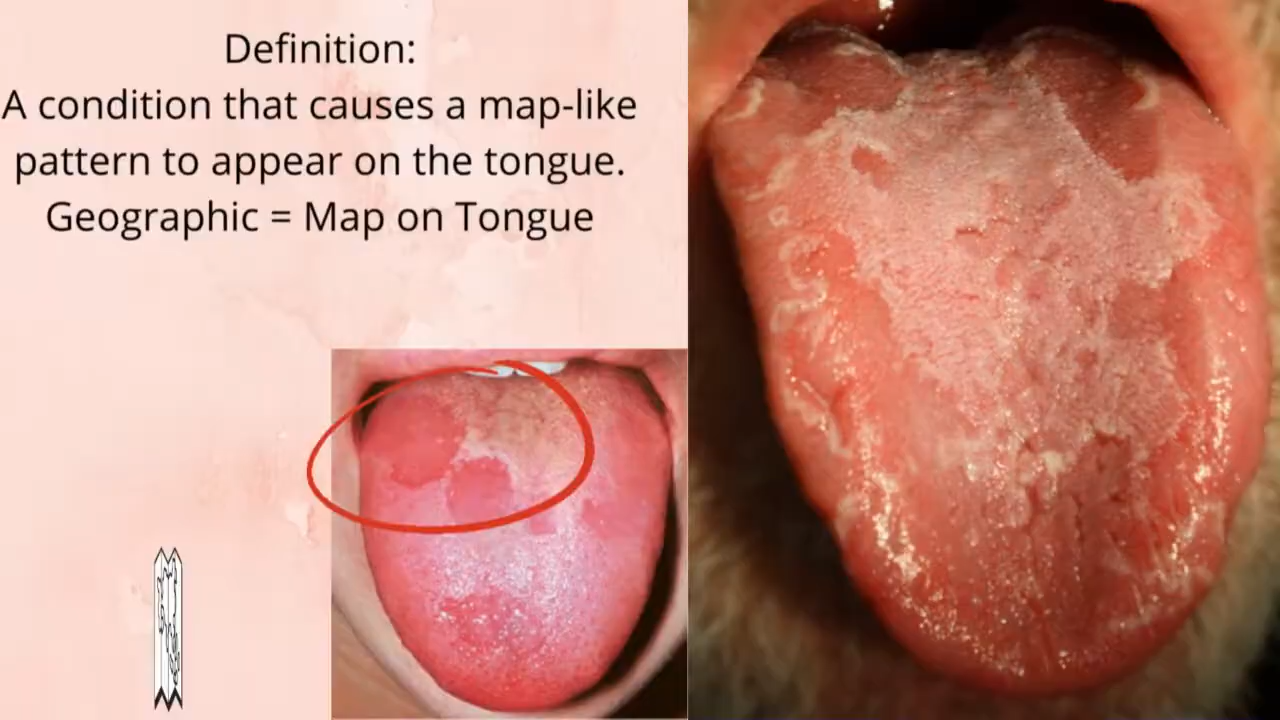 Definition:
A condition that causes a map-like
pattern to appear on the tongue.
Geographic = Map on Tongue